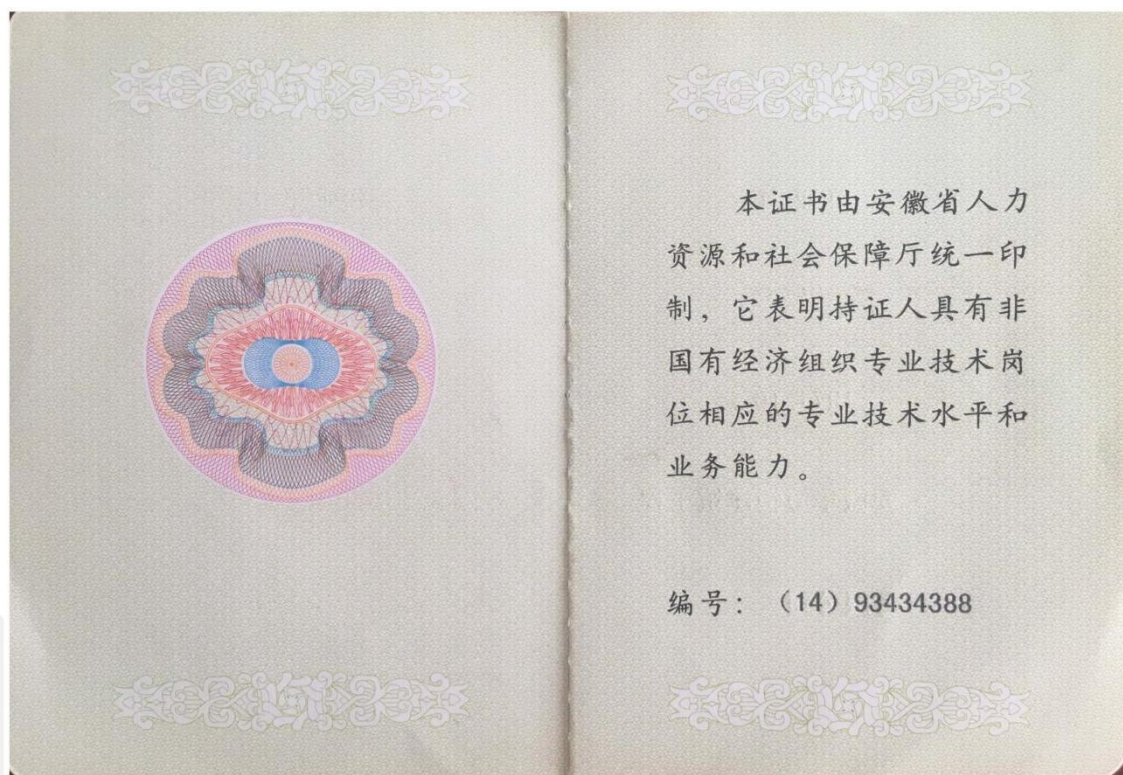 本证书由安徽省人力
资源和社会保障厅统一印
制，它表明持证人具有非
国有经济组织专业技术岗
位相应的专业技术水平和
业务能力。
编号：（14）93434388